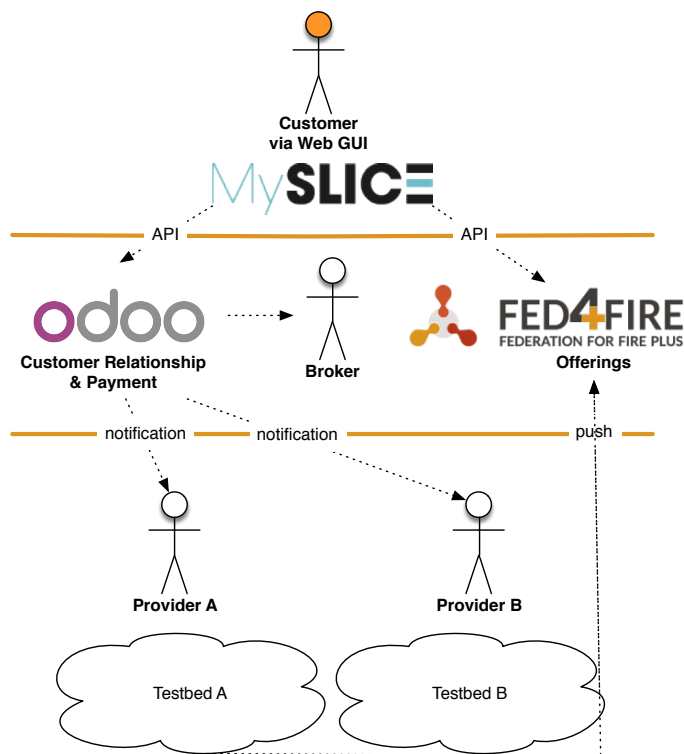 Customer
via Web GUI
MySLICE
API
API
odoo
FED4FIRE
FEDERATION FOR FIRE PLUS
Customer Relationship
& Payment
Broker
Offerings
notification
notification
push
Provider A
Provider B
Testbed A
Testbed B